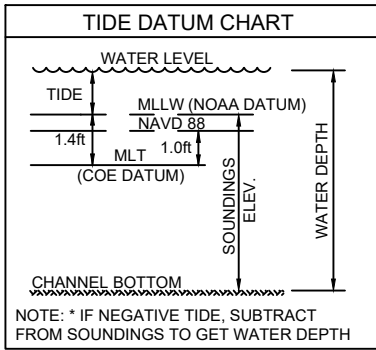 TIDE DATUM CHART
WATER LEVEL
TIDE
MLLW (NOAA DATUM)
NAVD 88
1.4ft
1.0ft
MLT
(COE DATUM)
SOUNDINGS
ELEV.
WATER DEPTH
CHANNEL BOTTOM
NOTE: * IF NEGATIVE TIDE, SUBTRACT
FROM SOUNDINGS TO GET WATER DEPTH